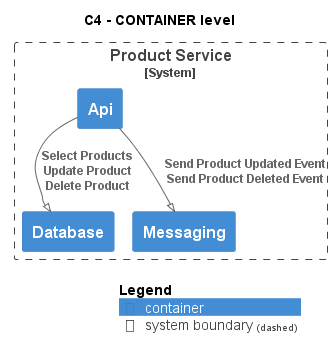 C4 - CONTAINER level
Product Service
[System]
Api
Select Products
Update Product
Delete Product
Send Product Updated Event
Send Product Deleted Event
Database
Messaging
Legend
container
system boundary (dashed)